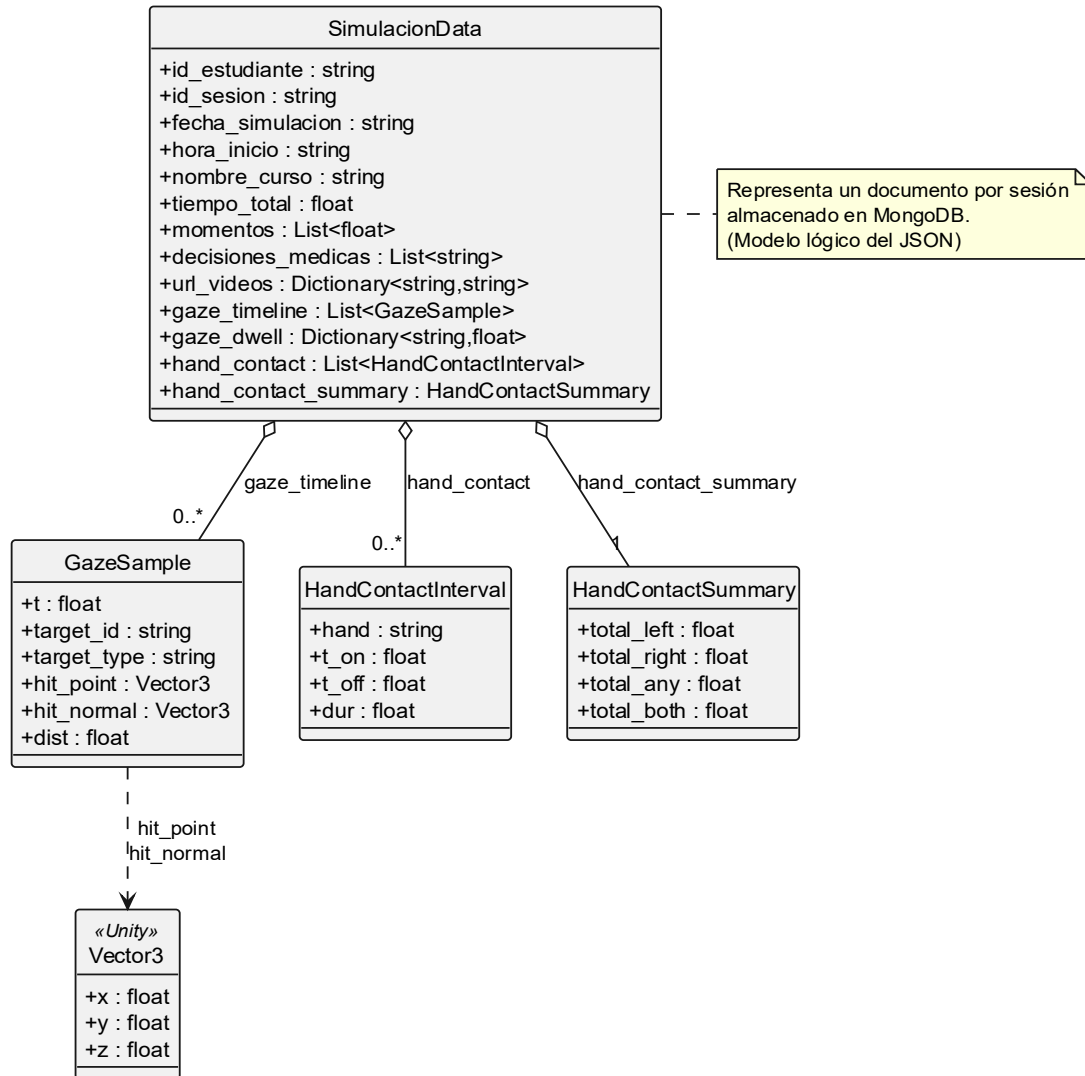 SimulacionData
+id_estudiante : string
+id_sesion : string
+fecha_simulacion : string
+hora_inicio : string
+nombre_curso : string
+tiempo_total : float
+momentos : List<float>
+decisiones_medicas : List<string>
+url_videos : Dictionary<string,string>
+gaze_timeline : List<GazeSample>
+gaze_dwell : Dictionary<string,float>
+hand_contact : List<HandContactInterval>
+hand_contact_summary : HandContactSummary
Representa un documento por sesión
almacenado en MongoDB.
(Modelo lógico del JSON)
gaze_timeline
hand_contact
hand_contact_summary
0..*
0..*
1
GazeSample
+t : float
+target_id : string
+target_type : string
+hit_point : Vector3
+hit_normal : Vector3
+dist : float
HandContactInterval
+hand : string
+t_on : float
+t_off : float
+dur : float
HandContactSummary
+total_left : float
+total_right : float
+total_any : float
+total_both : float
hit_point
hit_normal
«Unity»
Vector3
+x : float
+y : float
+z : float